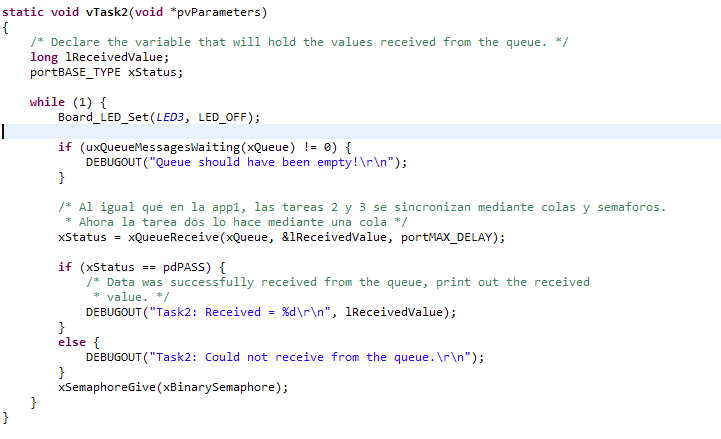 static void vTask2(void *pvParameters)
{
    /* Declare the variable that will hold the values received from the queue. */
    long lReceivedValue;
    portBASE_TYPE xStatus;

    while (1) {
        Board_LED_Set(LED3, LED_OFF);

        if (uxQueueMessagesWaiting(xQueue) != 0) {
            DEBUGOUT("Queue should have been empty!\r\n");
        }

        /* Al igual que en la app1, las tareas 2 y 3 se sincronizan mediante colas y semaforos.
         * Ahora la tarea dos lo hace mediante una cola */
        xStatus = xQueueReceive(xQueue, &lReceivedValue, portMAX_DELAY);

        if (xStatus == pdPASS) {
            /* Data was successfully received from the queue, print out the received
             * value. */
            DEBUGOUT("Task2: Received = %d\r\n", lReceivedValue);
        }
        else {
            DEBUGOUT("Task2: Could not receive from the queue.\r\n");
        }
        xSemaphoreGive(xBinarySemaphore);
    }
}